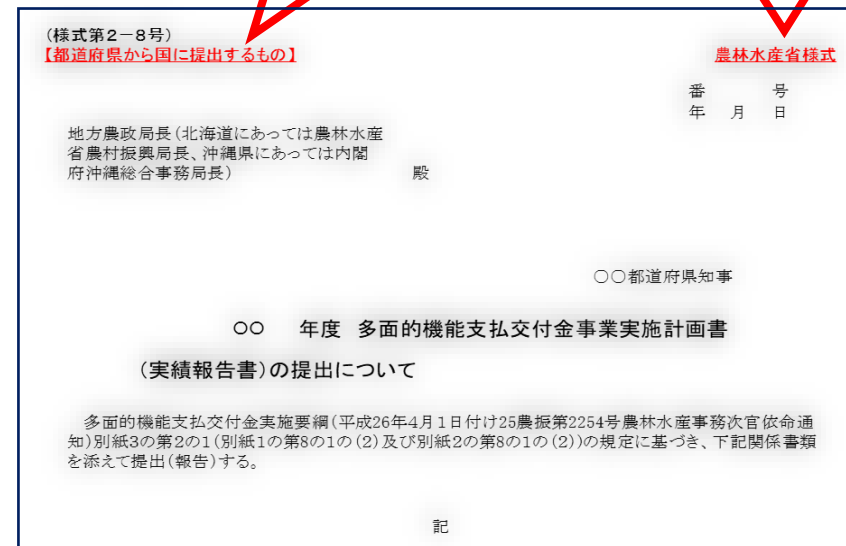 (様式第2－8号)
【都道府県から国に提出するもの】
農林水産省様式
番　　　号
年　月　日
地方農政局長(北海道にあっては農林水産
省農村振興局長、沖縄県にあっては内閣
府沖縄総合事務局長)　　　　　殿
○○都道府県知事
○○　年度 多面的機能支払交付金事業実施計画書
(実績報告書)の提出について
多面的機能支払交付金実施要綱(平成26年4月1日付け25農振第2254号農林水産事務次官依命通
知)別紙3の第2の1(別紙1の第8の1の(2)及び別紙2の第8の1の(2))の規定に基づき、下記関係書類
を添えて提出(報告)する。
記